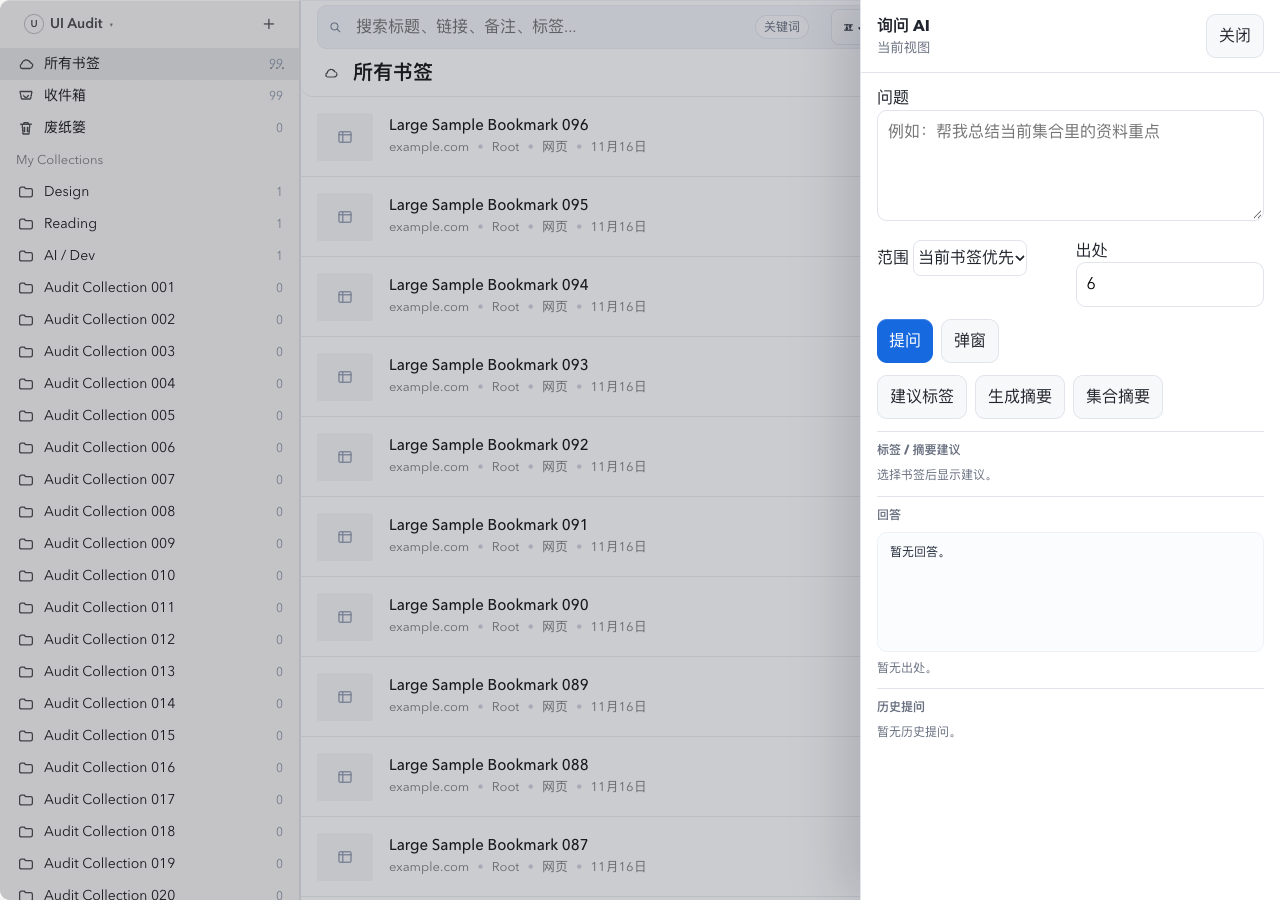 U UI Audit
所有书签 99
收件箱 99
废纸篓 0
My Collections
Design 1
Reading 1
AI / Dev 1
Audit Collection 001 0
Audit Collection 002 0
Audit Collection 003 0
Audit Collection 004 0
Audit Collection 005 0
Audit Collection 006 0
Audit Collection 007 0
Audit Collection 008 0
Audit Collection 009 0
Audit Collection 010 0
Audit Collection 011 0
Audit Collection 012 0
Audit Collection 013 0
Audit Collection 014 0
Audit Collection 015 0
Audit Collection 016 0
Audit Collection 017 0
Audit Collection 018 0
Audit Collection 019 0
Audit Collection 020 0
搜索标题、链接、备注、标签... 关键词
所有书签
Large Sample Bookmark 096
example.com • Root • 网页 • 11月16日
Large Sample Bookmark 095
example.com • Root • 网页 • 11月16日
Large Sample Bookmark 094
example.com • Root • 网页 • 11月16日
Large Sample Bookmark 093
example.com • Root • 网页 • 11月16日
Large Sample Bookmark 092
example.com • Root • 网页 • 11月16日
Large Sample Bookmark 091
example.com • Root • 网页 • 11月16日
Large Sample Bookmark 090
example.com • Root • 网页 • 11月16日
Large Sample Bookmark 089
example.com • Root • 网页 • 11月16日
Large Sample Bookmark 088
example.com • Root • 网页 • 11月16日
Large Sample Bookmark 087
example.com • Root • 网页 • 11月16日
询问 AI
当前视图
关闭
问题
例如：帮我总结当前集合里的资料重点
范围 当前书签优先
出处
6
提问 弹窗
建议标签 生成摘要 集合摘要
标签 / 摘要建议
选择书签后显示建议。
回答
暂无回答。
暂无出处。
历史提问
暂无历史提问。